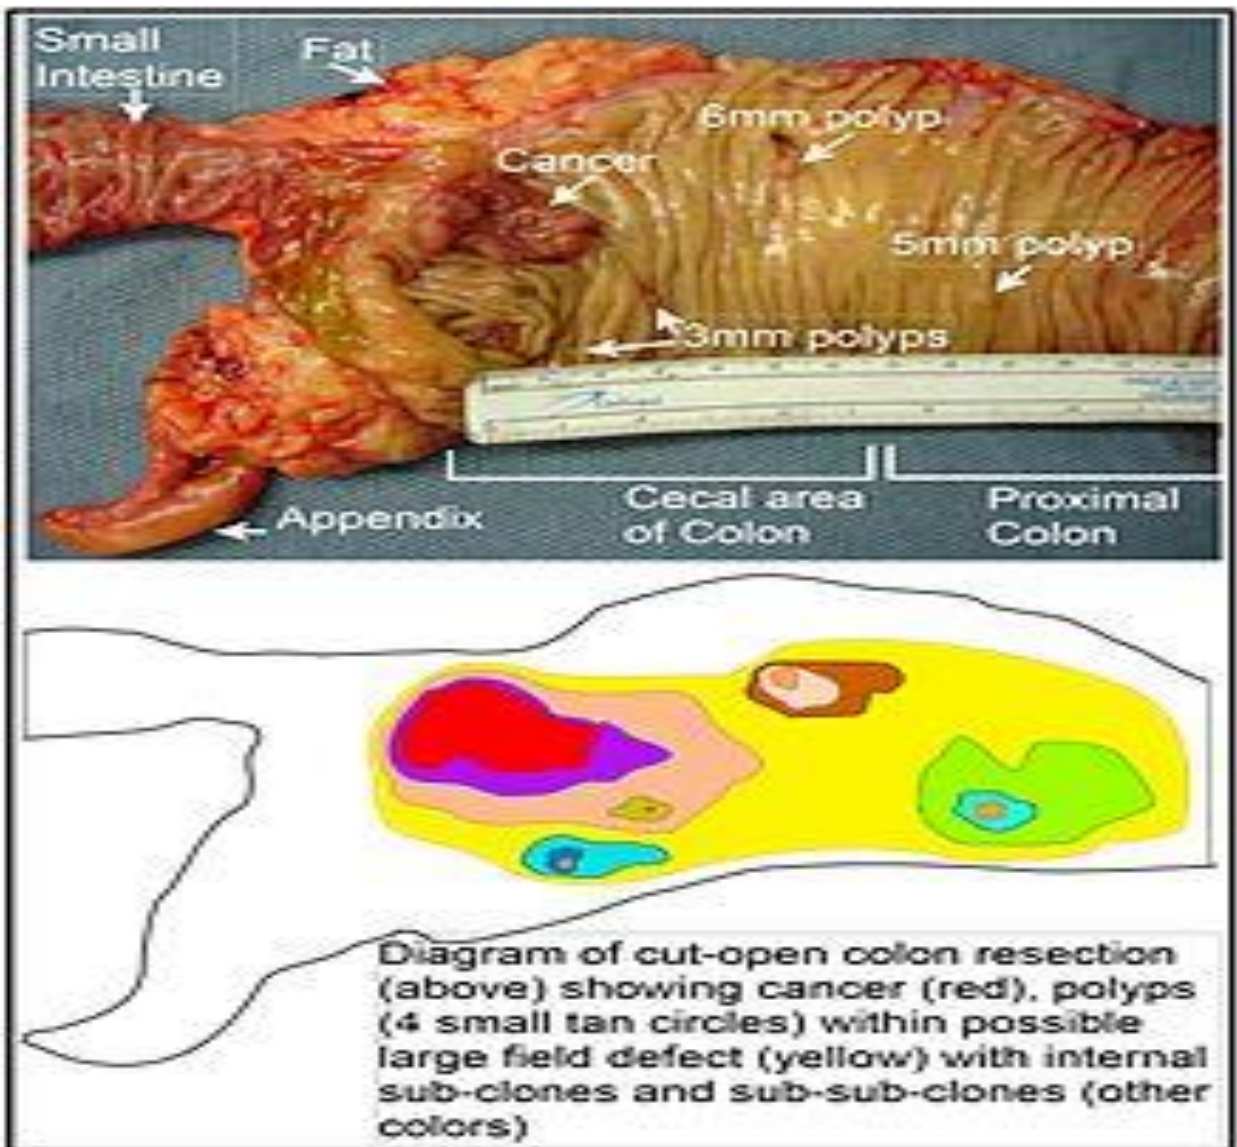 Small
Intestine
Fat
6mm polyp
Cancer
5mm polyp
3mm polyps
Cecal area
of Colon
Proximal
Colon
Appendix
Diagram of cut-open colon resection
(above) showing cancer (red), polyps
(4 small tan circles) within possible
large field defect (yellow) with internal
sub-clones and sub-sub-clones (other
colors)